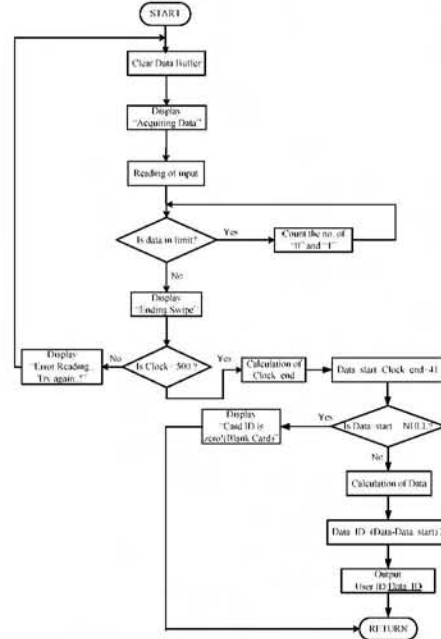 START
Clear Data Buffer
Display
"Acquiring Data"
Reading of input
Is data in limit?
Yes
Count the no. of
"0" and "1"
No
Display
"Ending Swipe"
Is Clock 500?
No
Display
"Error Reading
Try again."
Yes
Calculation of
Clock_end
Data_start Clock_end-41
Is Data_start NULL?
Yes
Display
"Card ID is
zero!(Blank Card)"
No
Calculation of Data
Data_ID (Data-Data_start)
Output
User ID:Data_ID
RETURN